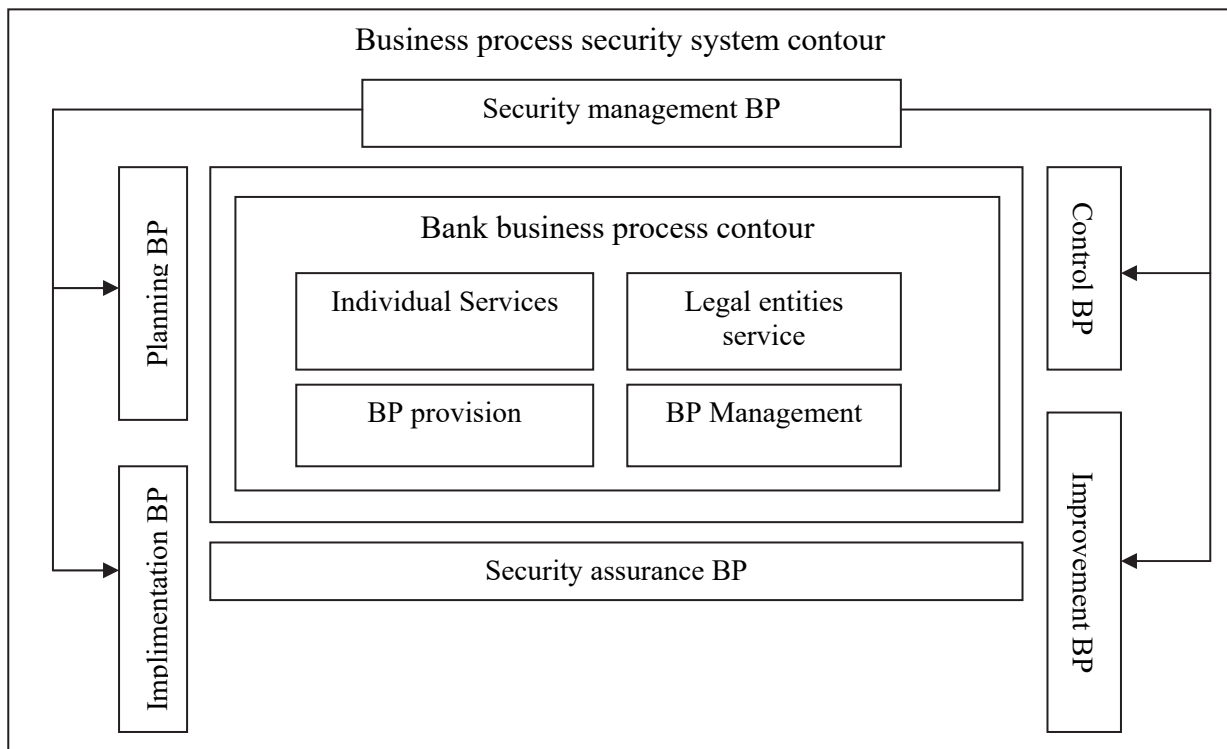 Business process security system contour
Security management BP
Planning BP
Bank business process contour
Control BP
Individual Services
Legal entities
service
BP provision
BP Management
Implimentation BP
Improvement BP
Security assurance BP